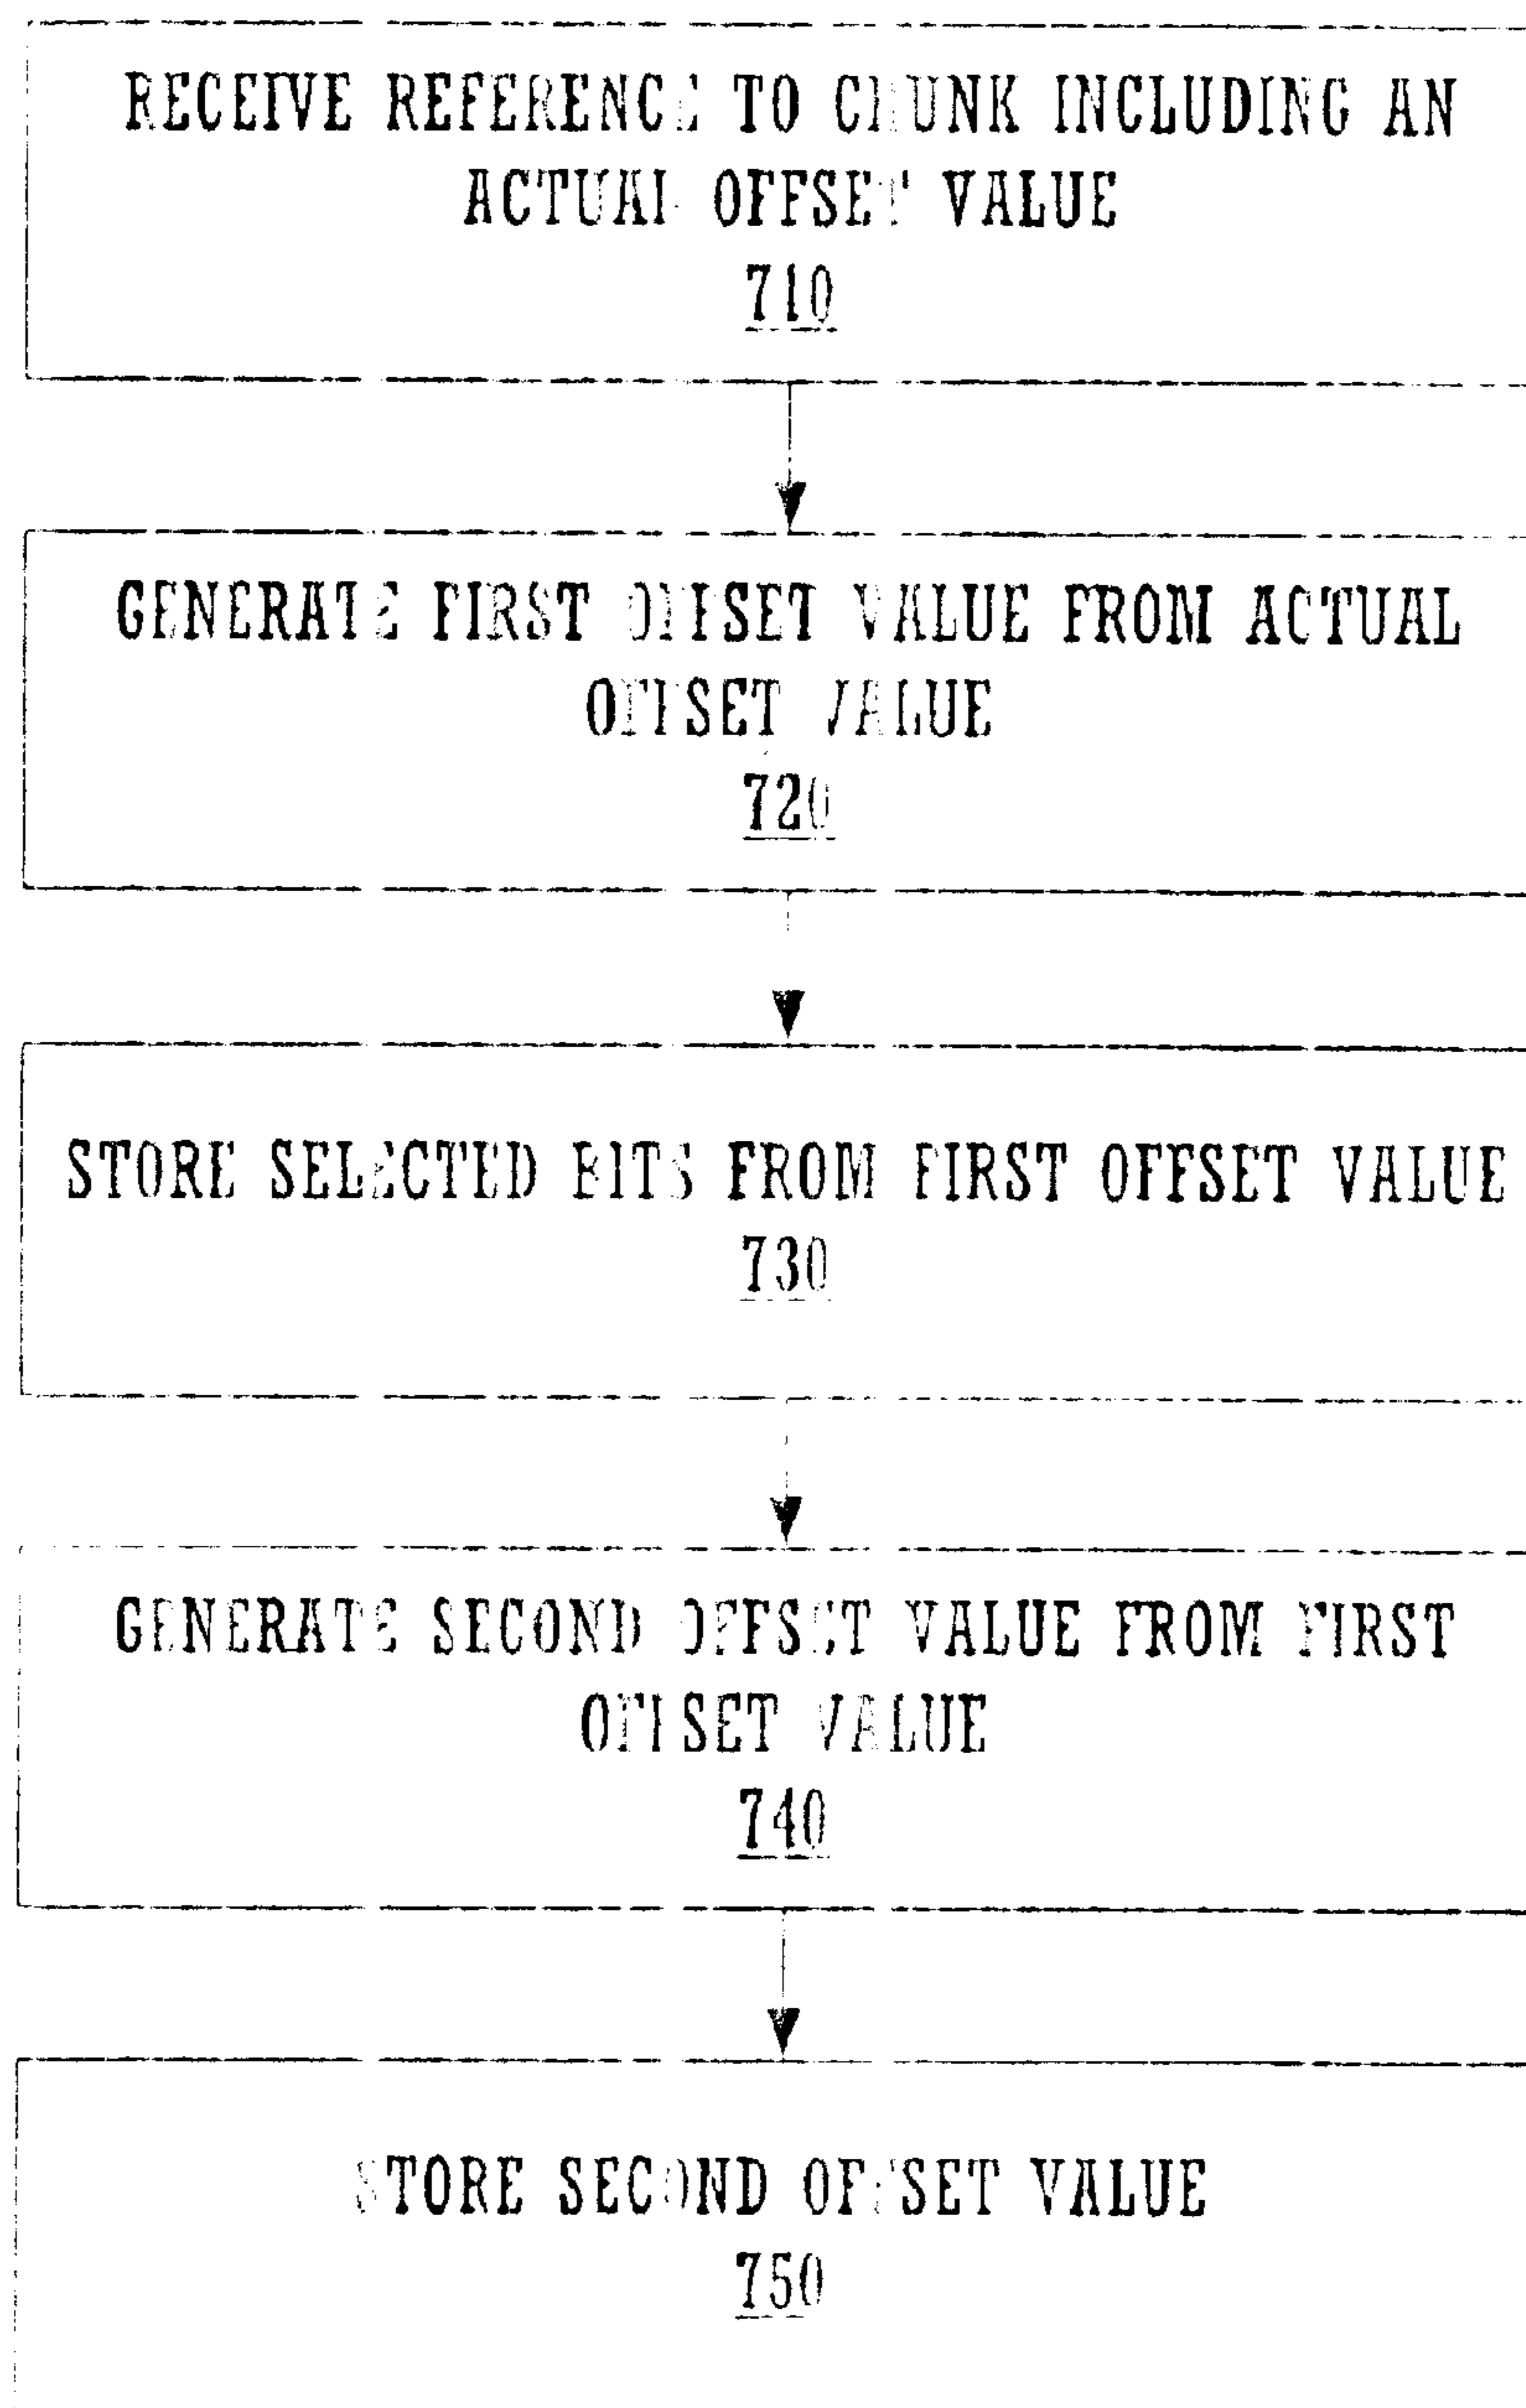 RECEIVE REFERENCE TO CHUNK INCLUDING AN
ACTUAL OFFSET VALUE
710
GENERATE FIRST OFFSET VALUE FROM ACTUAL
OFFSET VALUE
720
STORE SELECTED BITS FROM FIRST OFFSET VALUE
730
GENERATE SECOND OFFSET VALUE FROM FIRST
OFFSET VALUE
740
STORE SECOND OFFSET VALUE
750